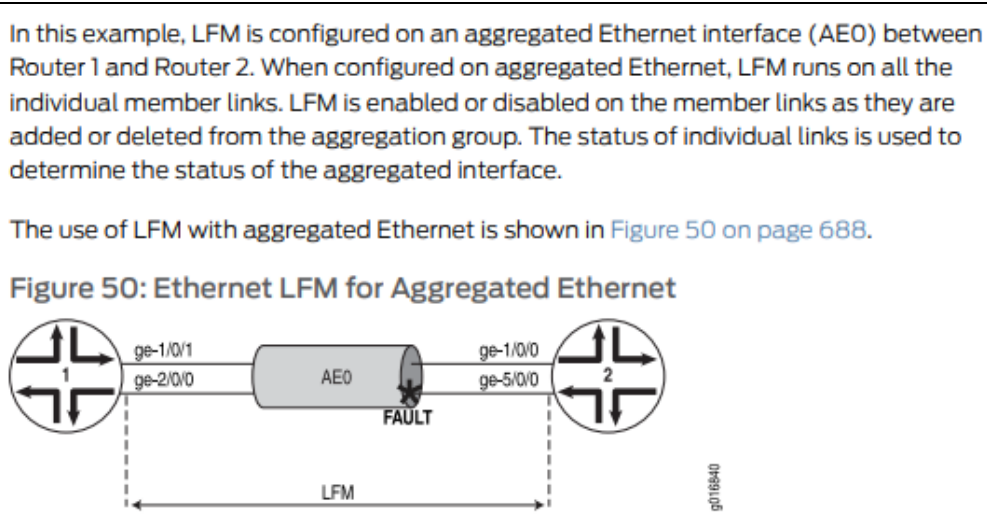 In this example, LFM is configured on an aggregated Ethernet interface (AE0) between
Router 1 and Router 2. When configured on aggregated Ethernet, LFM runs on all the
individual member links. LFM is enabled or disabled on the member links as they are
added or deleted from the aggregation group. The status of individual links is used to
determine the status of the aggregated interface.
The use of LFM with aggregated Ethernet is shown in Figure 50 on page 688.
Figure 50: Ethernet LFM for Aggregated Ethernet
ge-1/0/1
ge-1/0/0
1
ge-2/0/0
AE0
ge-5/0/0
2
FAULT
LFM
g016840